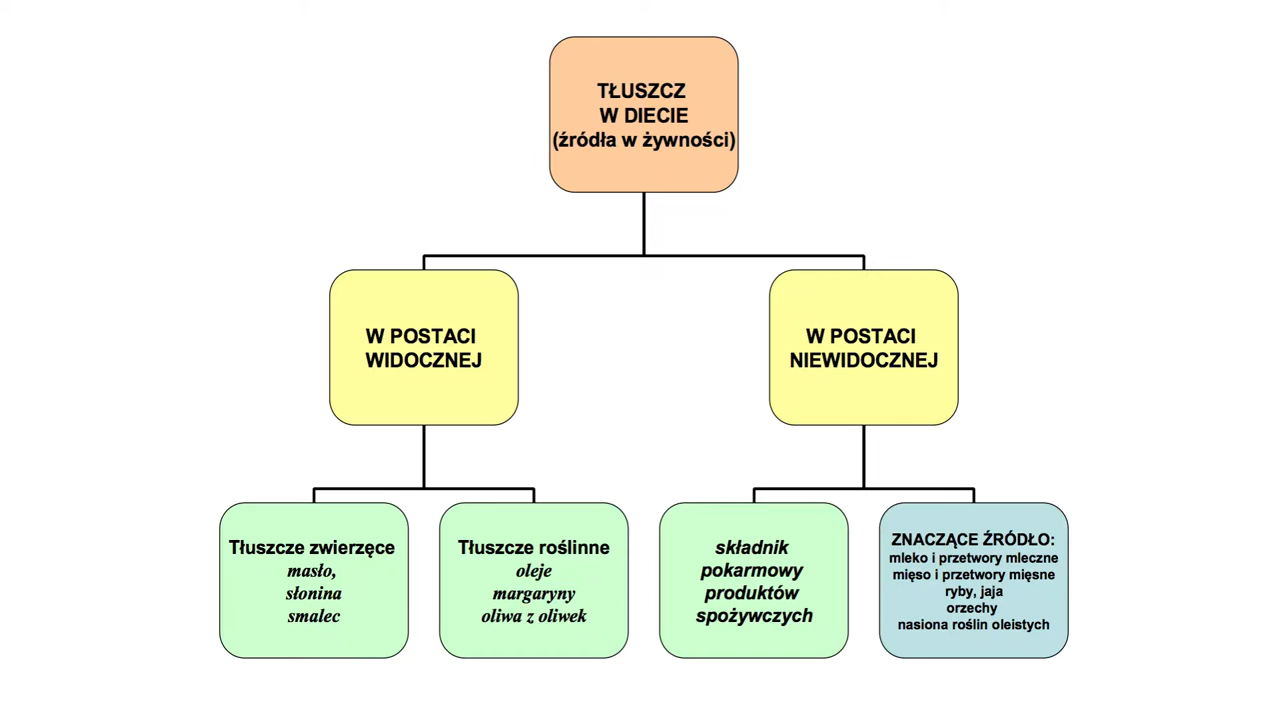 TŁUSZCZ
W DIECIE
(źródła w żywności)
W POSTACI
WIDOCZNEJ
W POSTACI
NIEWIDOCZNEJ
Tłuszcze zwierzęce
masło,
słonina
smalec
Tłuszcze roślinne
oleje
margaryny
oliwa z oliwek
składnik
pokarmowy
produktów
spożywczych
ZNACZĄCE ŹRÓDŁO:
mleko i przetwory mleczne
mięso i przetwory mięsne
ryby, jaja
orzechy
nasiona roślin oleistych